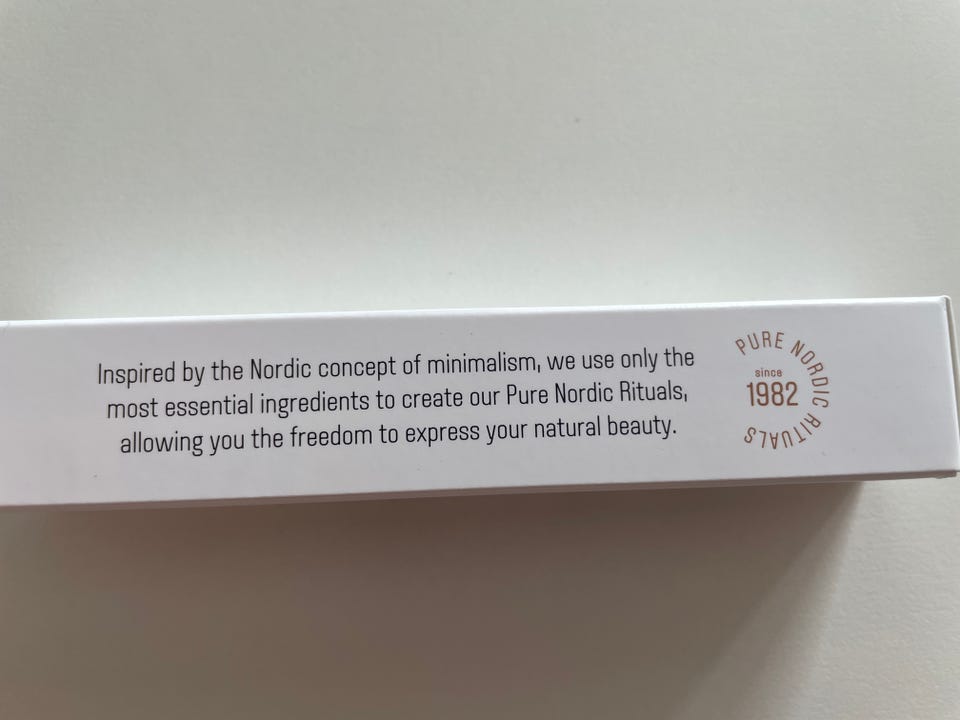 Inspired by the Nordic concept of minimalism, we use only the
most essential ingredients to create our Pure Nordic Rituals,
allowing you the freedom to express your natural beauty.
PURE NORDIC RITUALS
since
1982